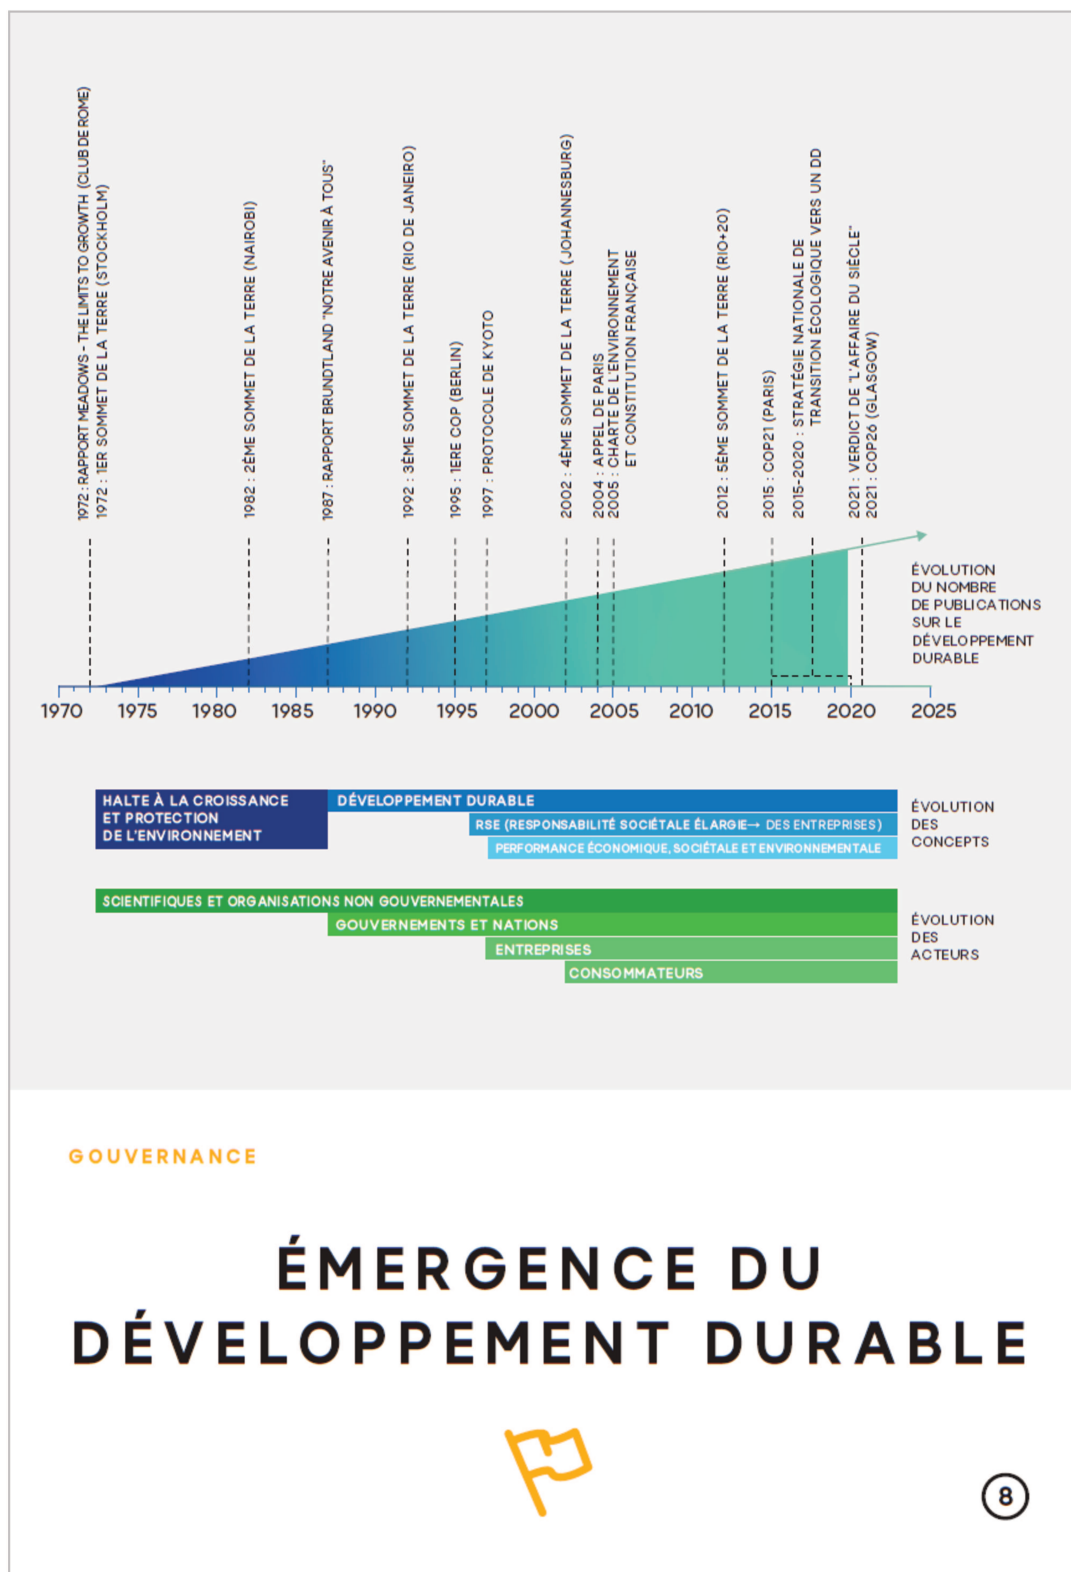 1972 : RAPPORT MEADOWS - THE LIMITS TO GROWTH (CLUB DE ROME)
1972 : 1ER SOMMET DE LA TERRE (STOCKHOLM)
1982 : 2ÈME SOMMET DE LA TERRE (NAIROBI)
1987 : RAPPORT BRUNDTLAND "NOTRE AVENIR À TOUS"
1992 : 3ÈME SOMMET DE LA TERRE (RIO DE JANEIRO)
1995 : 1ERE COP (BERLIN)
1997 : PROTOCOLE DE KYOTO
2002 : 4ÈME SOMMET DE LA TERRE (JOHANNESBURG)
2004 : APPEL DE PARIS
2005 : CHARTE DE L'ENVIRONNEMENT
ET CONSTITUTION FRANÇAISE
2012 : 5ÈME SOMMET DE LA TERRE (RIO+20)
2015 : COP21 (PARIS)
2015-2020 : STRATÉGIE NATIONALE DE
TRANSITION ÉCOLOGIQUE VERS UN DD
2021 : VERDICT DE "L'AFFAIRE DU SIÈCLE"
2021 : COP26 (GLASGOW)
ÉVOLUTION
DU NOMBRE
DE PUBLICATIONS
SUR LE
DÉVELOPPEMENT
DURABLE
1970 1975 1980 1985 1990 1995 2000 2005 2010 2015 2020 2025
HALTE À LA CROISSANCE
ET PROTECTION
DE L'ENVIRONNEMENT
DÉVELOPPEMENT DURABLE
RSE (RESPONSABILITÉ SOCIÉTALE ÉLARGIE→ DES ENTREPRISES)
PERFORMANCE ÉCONOMIQUE, SOCIÉTALE ET ENVIRONNEMENTALE
ÉVOLUTION
DES
CONCEPTS
SCIENTIFIQUES ET ORGANISATIONS NON GOUVERNEMENTALES
GOUVERNEMENTS ET NATIONS
ENTREPRISES
CONSOMMATEURS
ÉVOLUTION
DES
ACTEURS
GOUVERNANCE
ÉMERGENCE DU
DÉVELOPPEMENT DURABLE
8